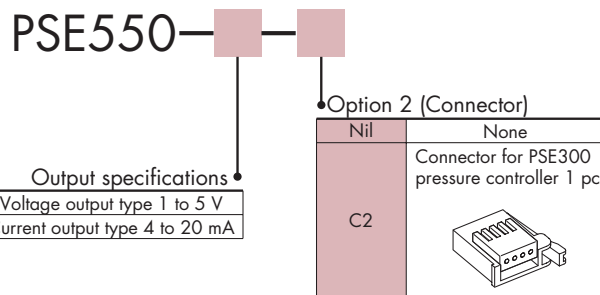 PSE550
Option 2 (Connector)
Nil None
Connector for PSE300
pressure controller 1 pc
C2
Output specifications
Voltage output type 1 to 5 V
output type 4 to 20 mA